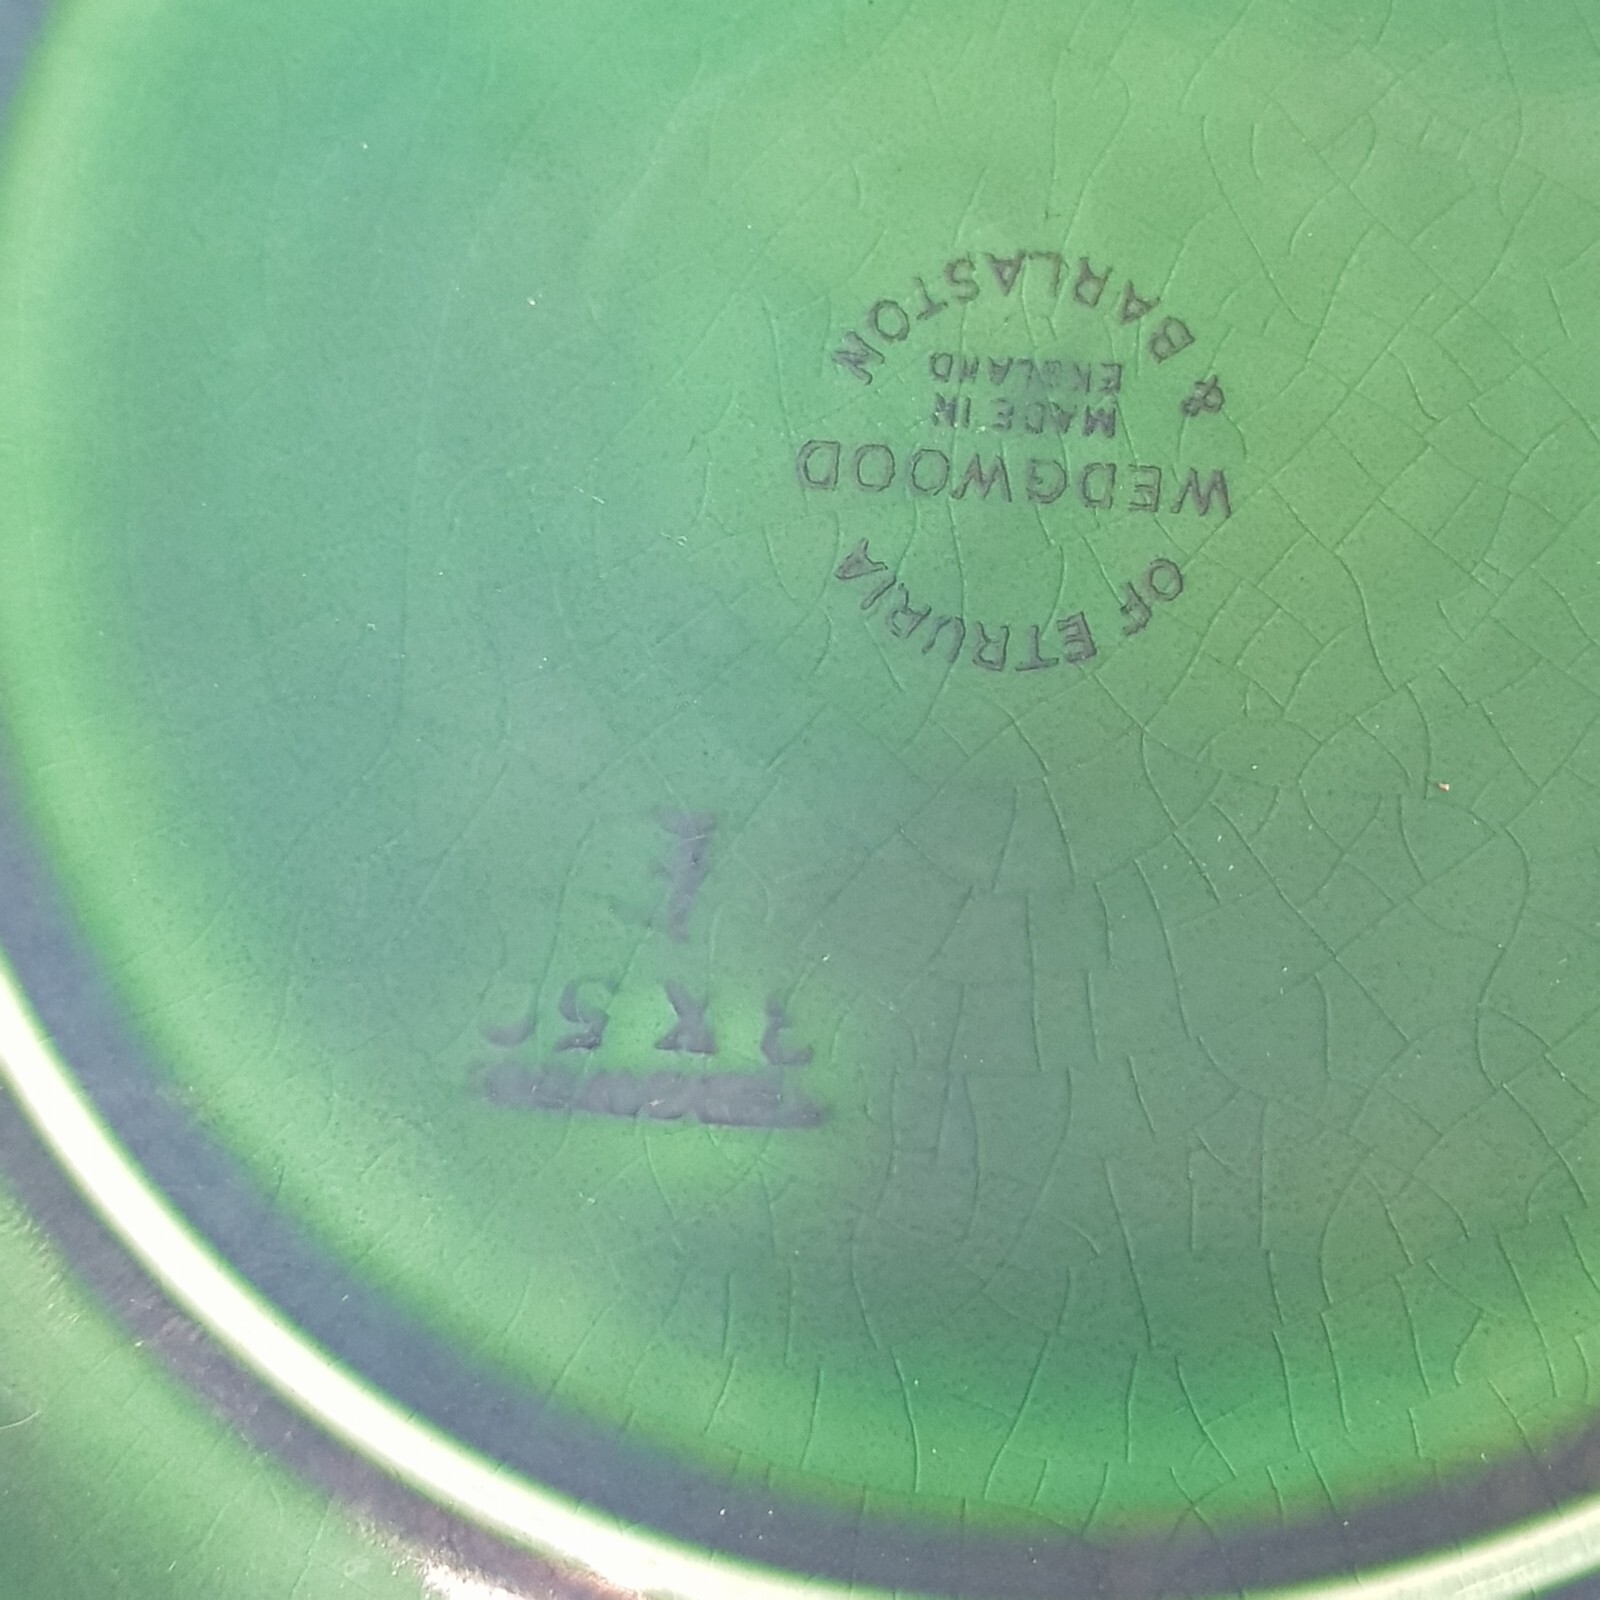 OF ETRURIA
WEDGWOOD
MADE IN
ENGLAND
& BARLASTON